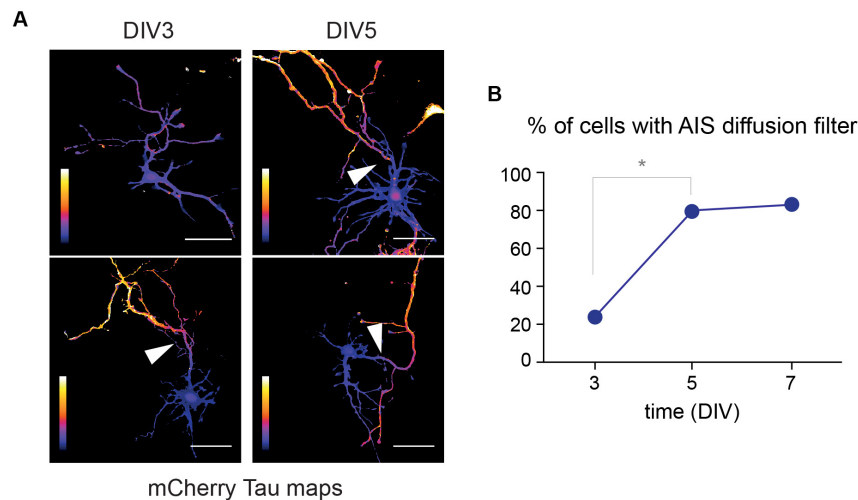 A
DIV3 DIV5
mCherry Tau maps
B
% of cells with AIS diffusion filter
*
100
80
60
40
20
0
3 5 7
time (DIV)